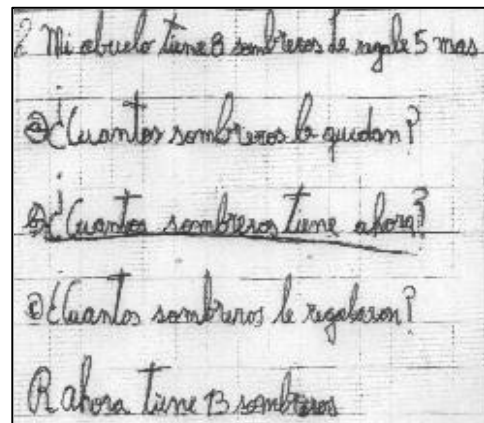 2 Mi abuelo tiene 8 sombreros le regale 5 mas
a) ¿Cuantos sombreros le quedan?
b) ¿Cuantos sombreros tiene ahora?
c) ¿Cuantos sombreros le regalaron?
R ahora tiene 13 sombreros